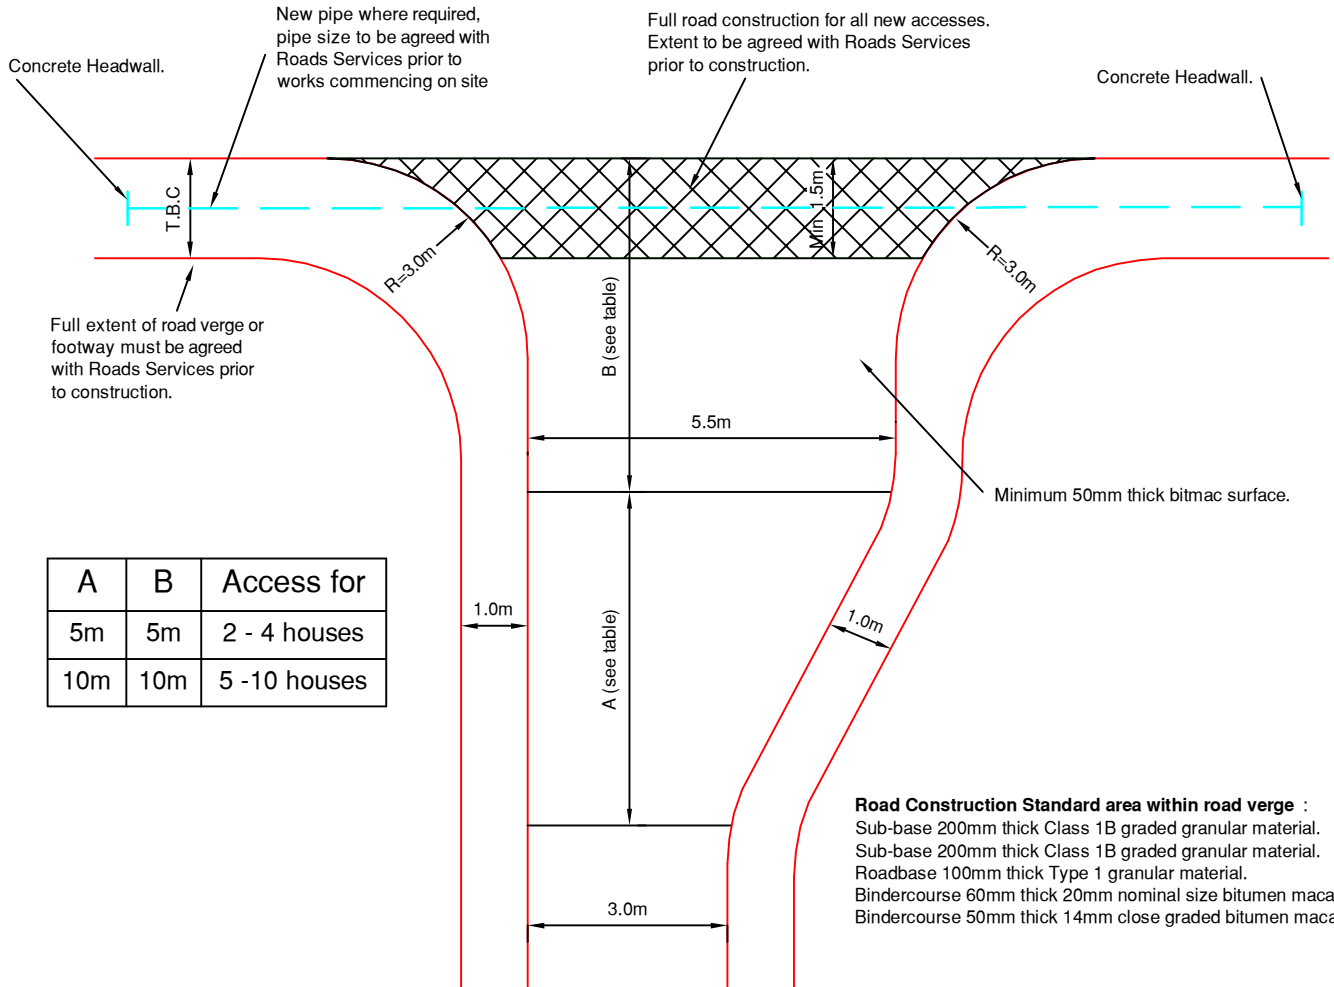 New pipe where required,
pipe size to be agreed with
Roads Services prior to
works commencing on site
Full road construction for all new accesses.
Extent to be agreed with Roads Services
prior to construction.
Concrete Headwall.
Concrete Headwall.
T.B.C
Min 1.5m
R=3.0m
R=3.0m
Full extent of road verge or
footway must be agreed
with Roads Services prior
to construction.
B (see table)
5.5m
Minimum 50mm thick bitmac surface.
A B Access for
5m 5m 2 - 4 houses
10m 10m 5 -10 houses
1.0m
A (see table)
1.0m
3.0m
Road Construction Standard area within road verge :
Sub-base 200mm thick Class 1B graded granular material.
Sub-base 200mm thick Class 1B graded granular material.
Roadbase 100mm thick Type 1 granular material.
Bindercourse 60mm thick 20mm nominal size bitumen maca
Bindercourse 50mm thick 14mm close graded bitumen maca